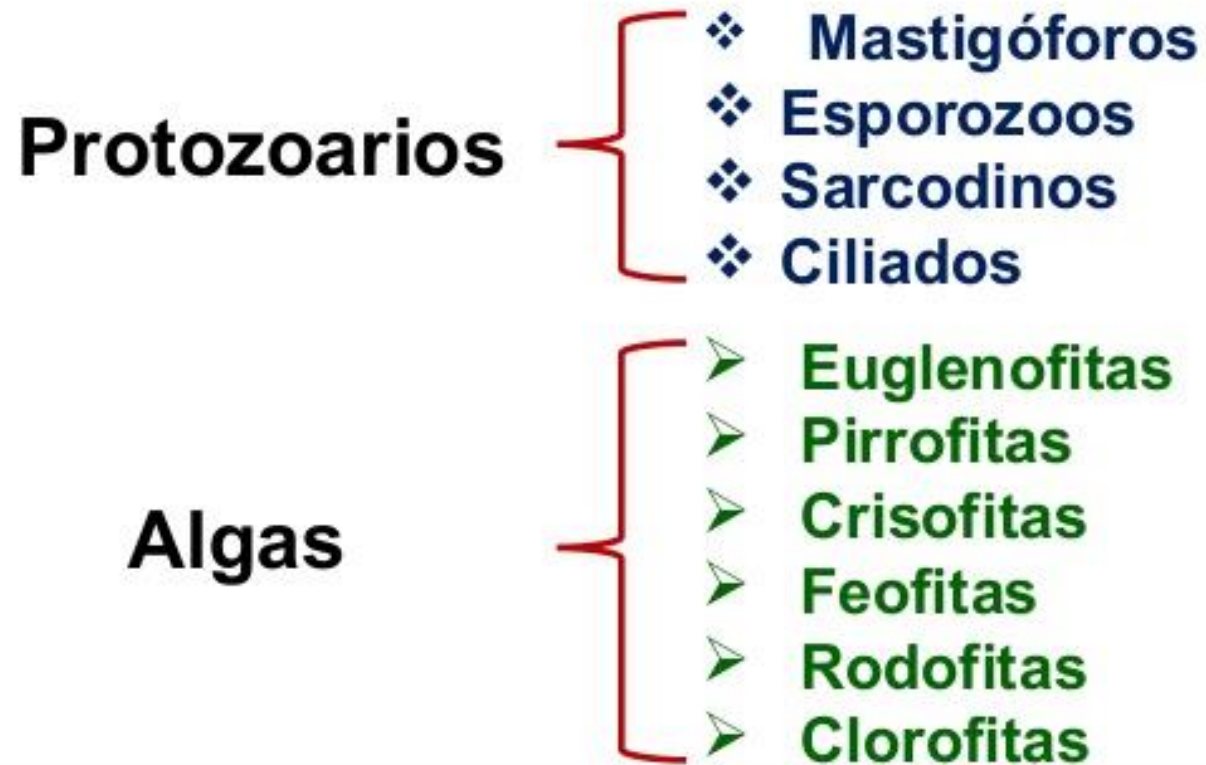 Protozoarios
Mastigóforos
Esporozoos
Sarcodinos
Ciliados
Algas
Euglenofitas
Pirrofitas
Crisofitas
Feofitas
Rodofitas
Clorofitas